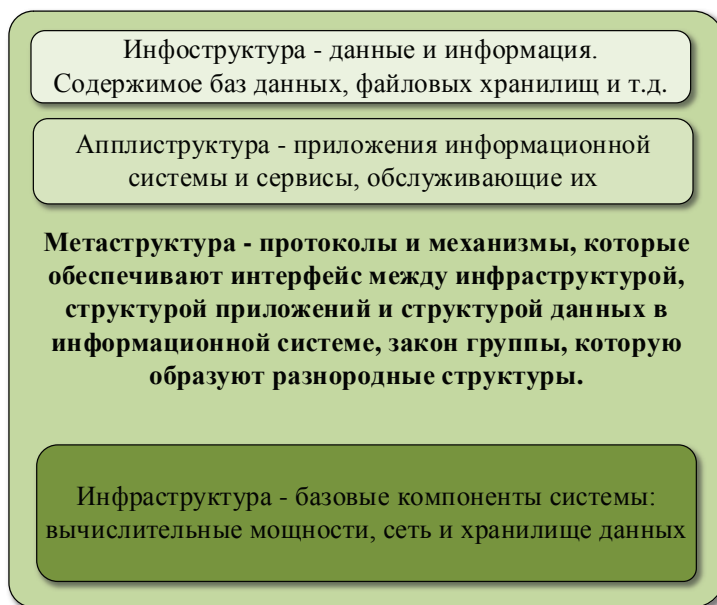 Инфоструктура - данные и информация.
Содержимое баз данных, файловых хранилищ и т.д.
Апплиструктура - приложения информационной
системы и сервисы, обслуживающие их
Метаструктура - протоколы и механизмы, которые
обеспечивают интерфейс между инфраструктурой,
структурой приложений и структурой данных в
информационной системе, закон группы, которую
образуют разнородные структуры.
Инфраструктура - базовые компоненты системы:
вычислительные мощности, сеть и хранилище данных